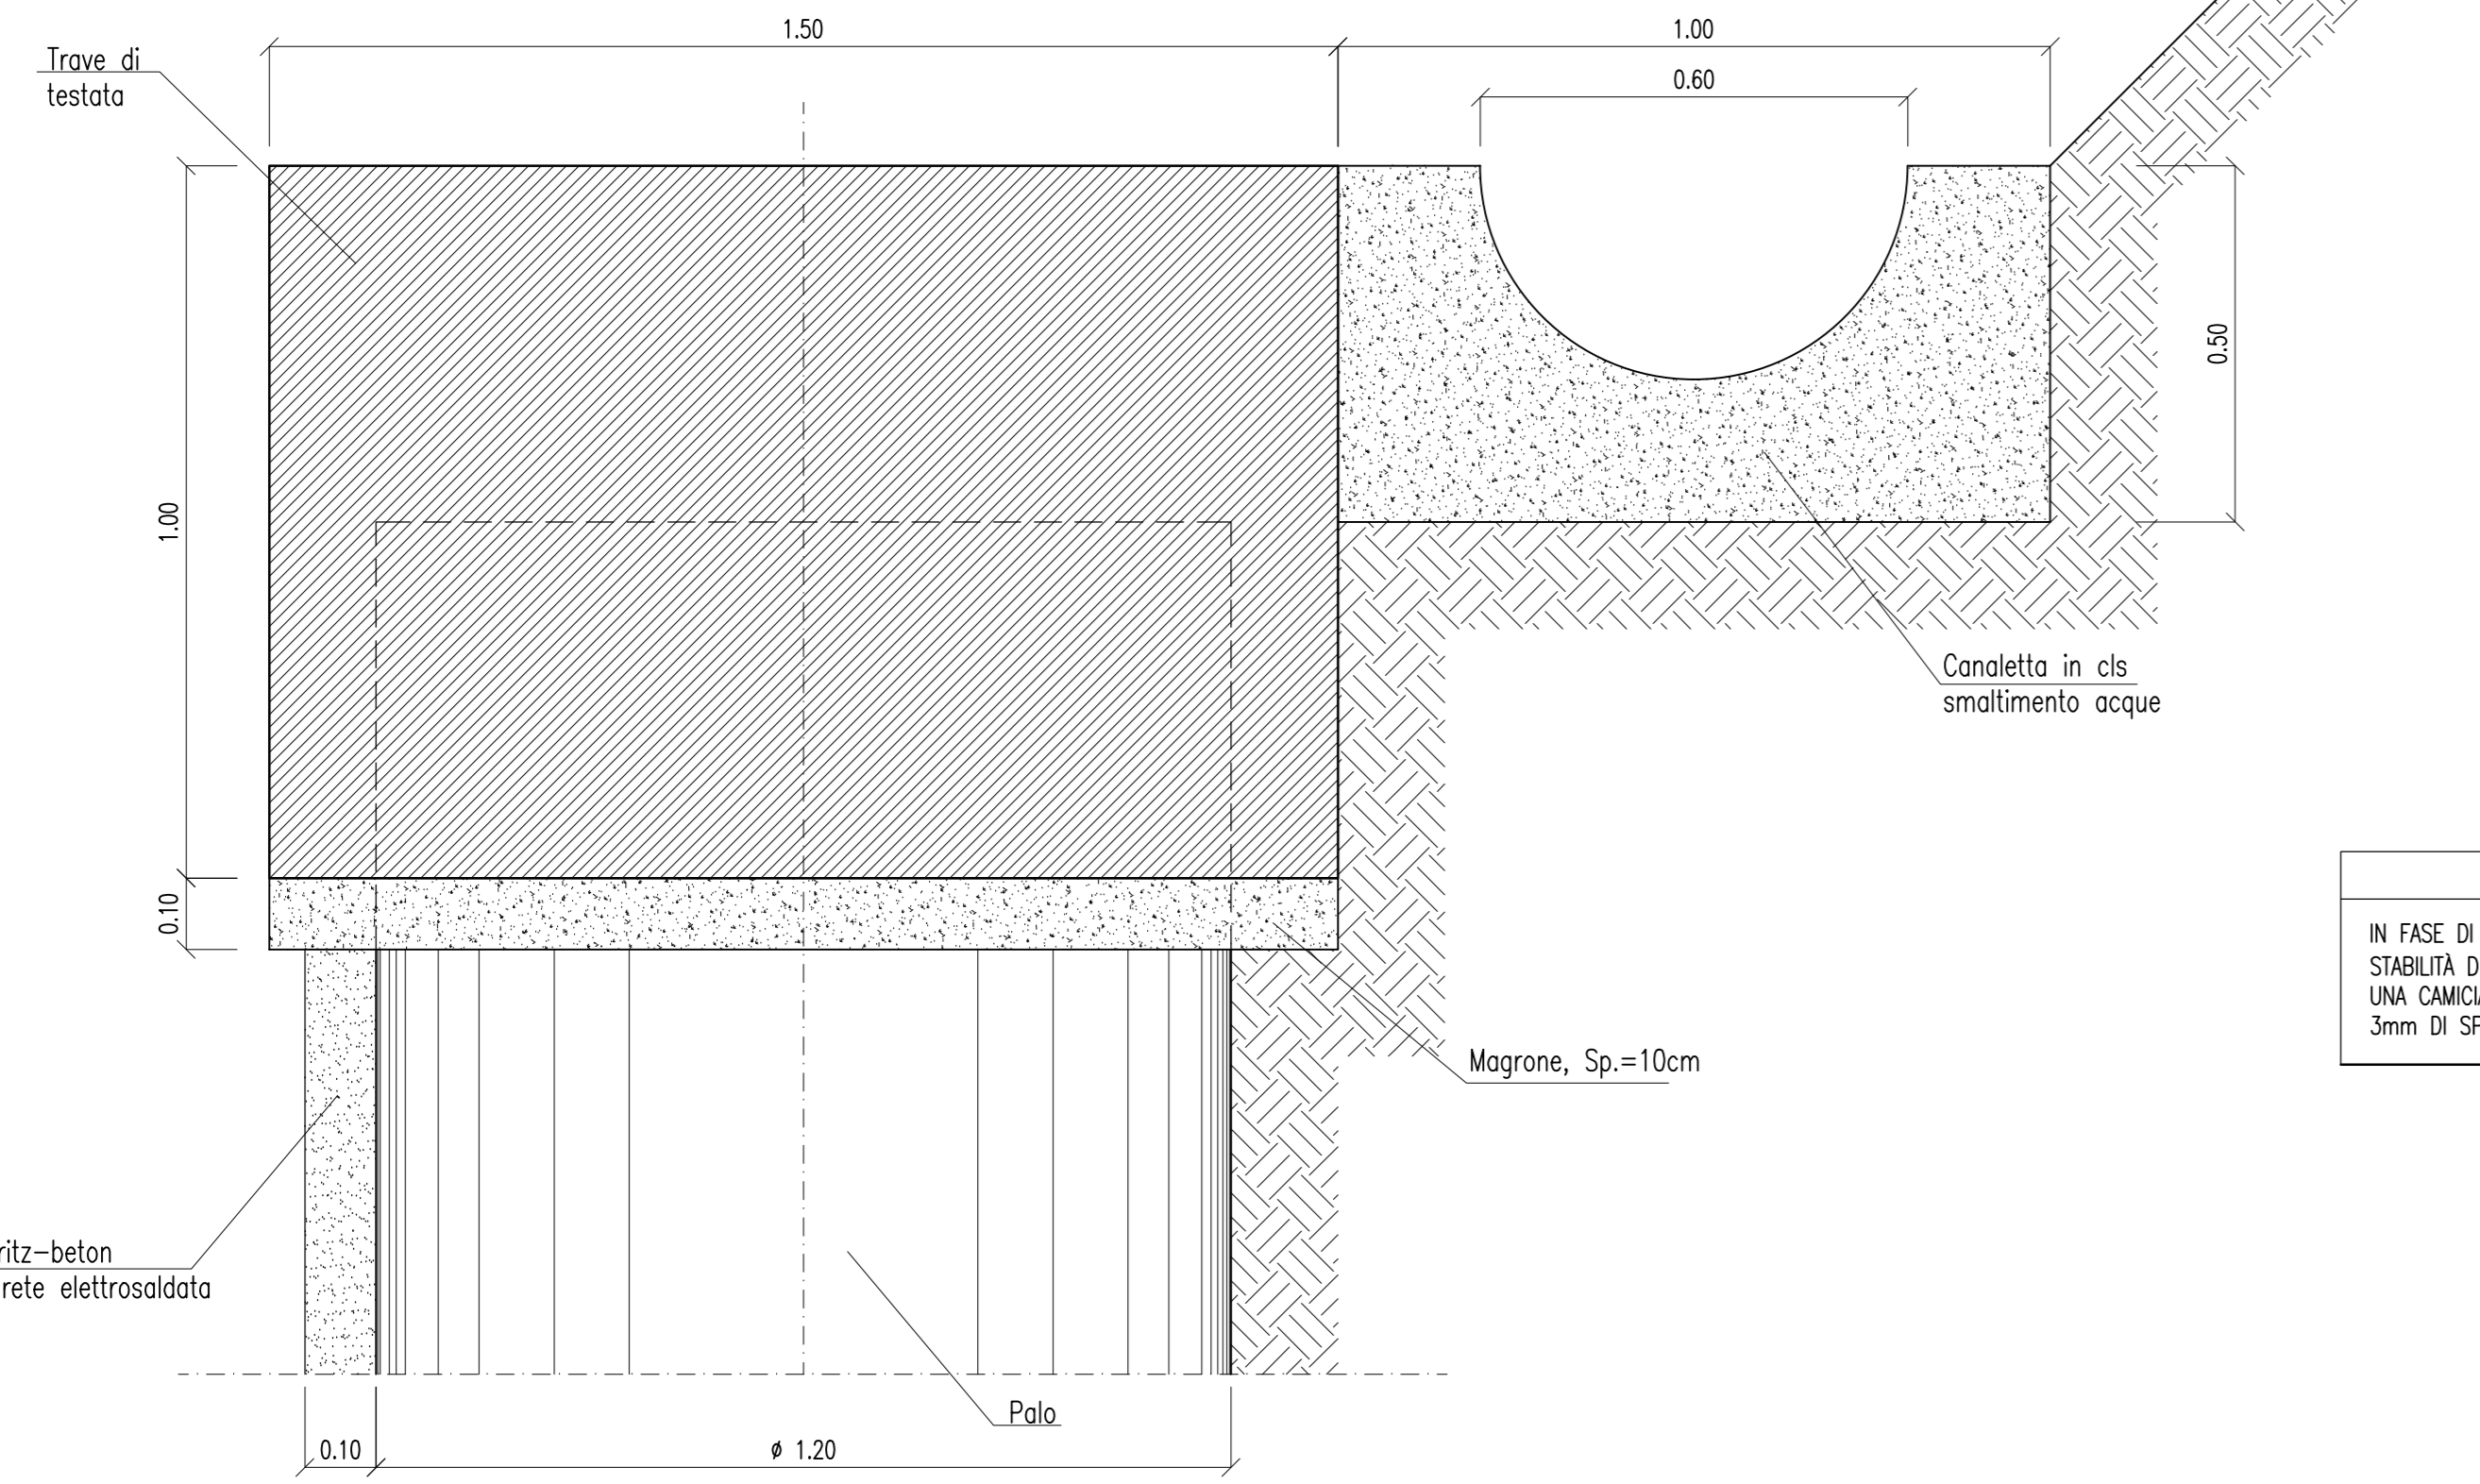 1.50
1.00
0.60
Trave di
testata
1.00
0.50
Canaletta in cls
smaltimento acque
0.10
IN FASE DI
STABILITÀ D
UNA CAMICIA
3mm DI SP
Magrone, Sp.=10cm
ritz-beton
rete elettrosaldata
Palo
0.10
ø 1.20